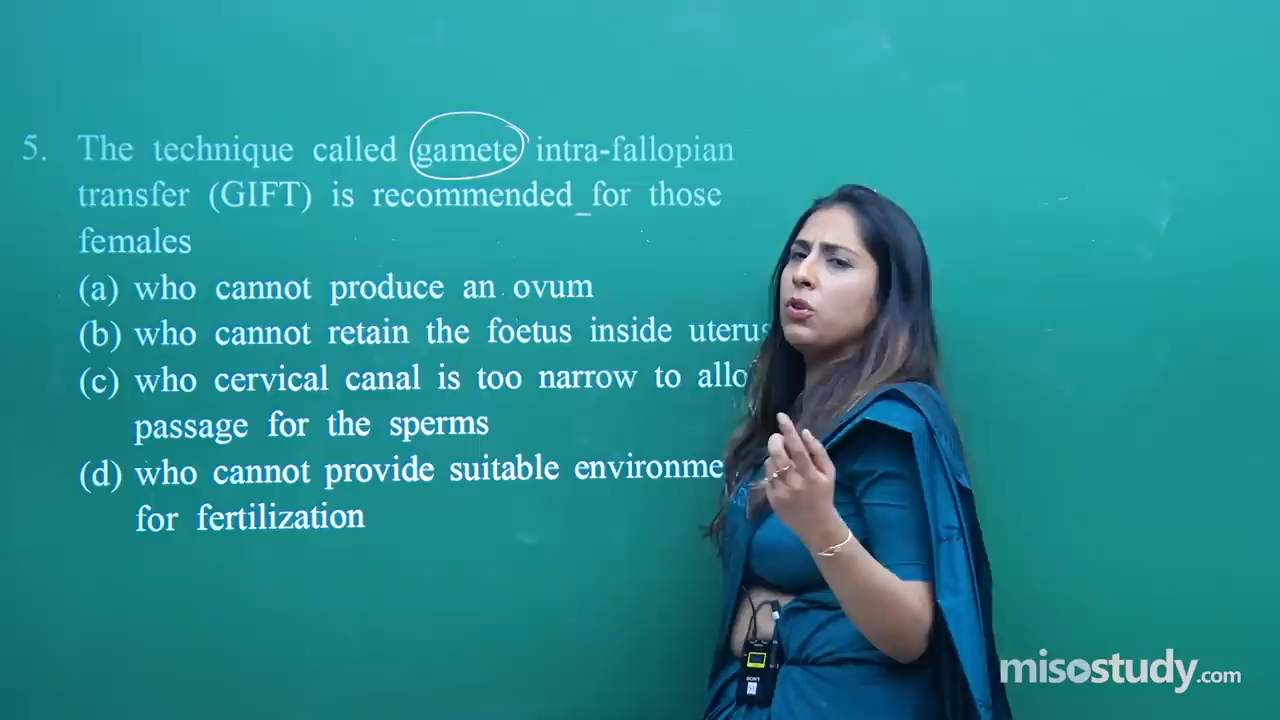 5. The technique called gamete intra-fallopian
transfer (GIFT) is recommended for those
females
(a) who cannot produce an ovum
(b) who cannot retain the foetus inside uterus
(c) who cervical canal is too narrow to allo
passage for the sperms
(d) who cannot provide suitable environme
for fertilization
SONY
misostudy.com